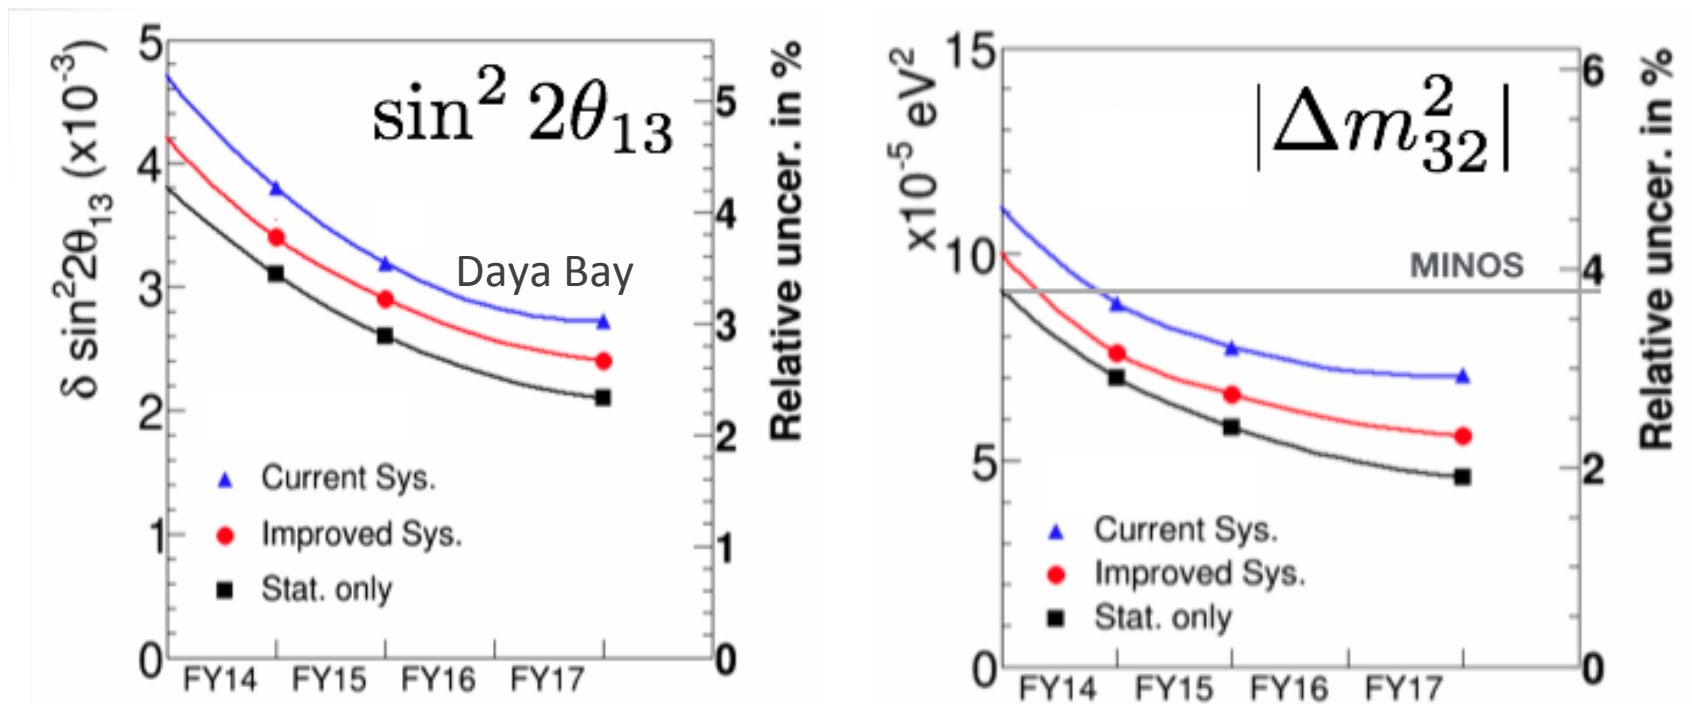 δ sin²2θ₁₃ (x10⁻³)
5
4
3
2
1
0
sin² 2θ₁₃
Daya Bay
Current Sys.
Improved Sys.
Stat. only
FY14 FY15 FY16 FY17
5
4
3
2
1
0
Relative uncer. in %
x10⁻⁵ eV²
15
10
5
0
|Δm²₃₂|
MINOS
Current Sys.
Improved Sys.
Stat. only
FY14 FY15 FY16 FY17
6
4
2
0
Relative uncer. in %